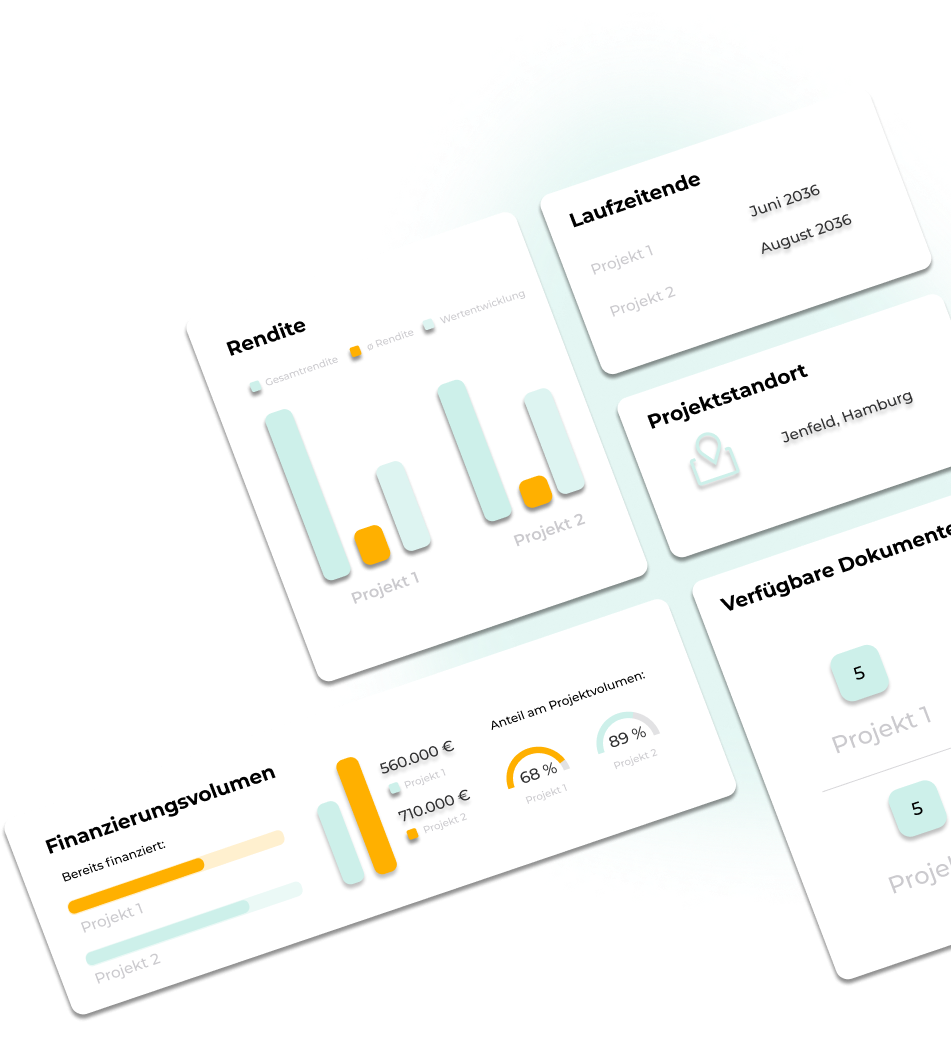 Laufzeitende
Projekt 1
Juni 2036
Projekt 2
August 2036
Rendite
Gesamtrendite
ø Rendite
Wertentwicklung
Projekt 1
Projekt 2
Projektstandort
Jenfeld, Hamburg
Verfügbare Dokumente
5
Projekt 1
5
Finanzierungsvolumen
Bereits finanziert:
Projekt 1
Projekt 2
560.000 €
Projekt 1
710.000 €
Projekt 2
Anteil am Projektvolumen:
68 %
Projekt 1
89 %
Projekt 2